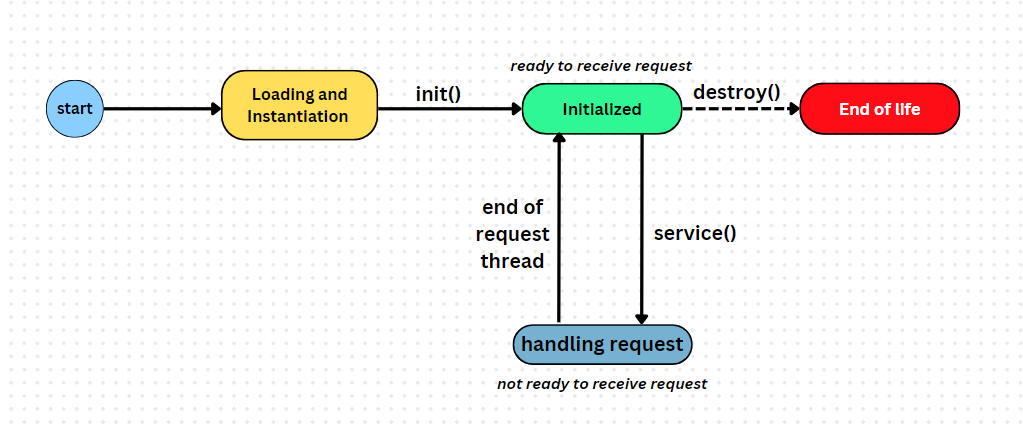 start
Loading and
Instantiation
init()
ready to receive request
Initialized
destroy()
End of life
end of
request
thread
service()
handling request
not ready to receive request